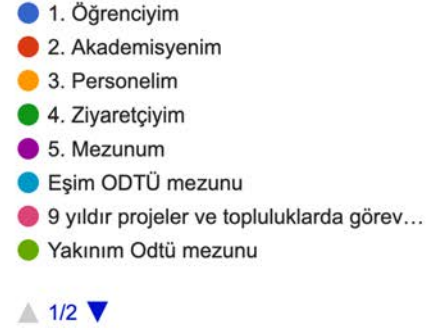 1. Öğrenciyim
2. Akademisyenim
3. Personelim
4. Ziyaretçiyim
5. Mezunum
Eşim ODTÜ mezunu
9 yıldır projeler ve topluluklarda görev…
Yakınım Odtü mezunu
1/2